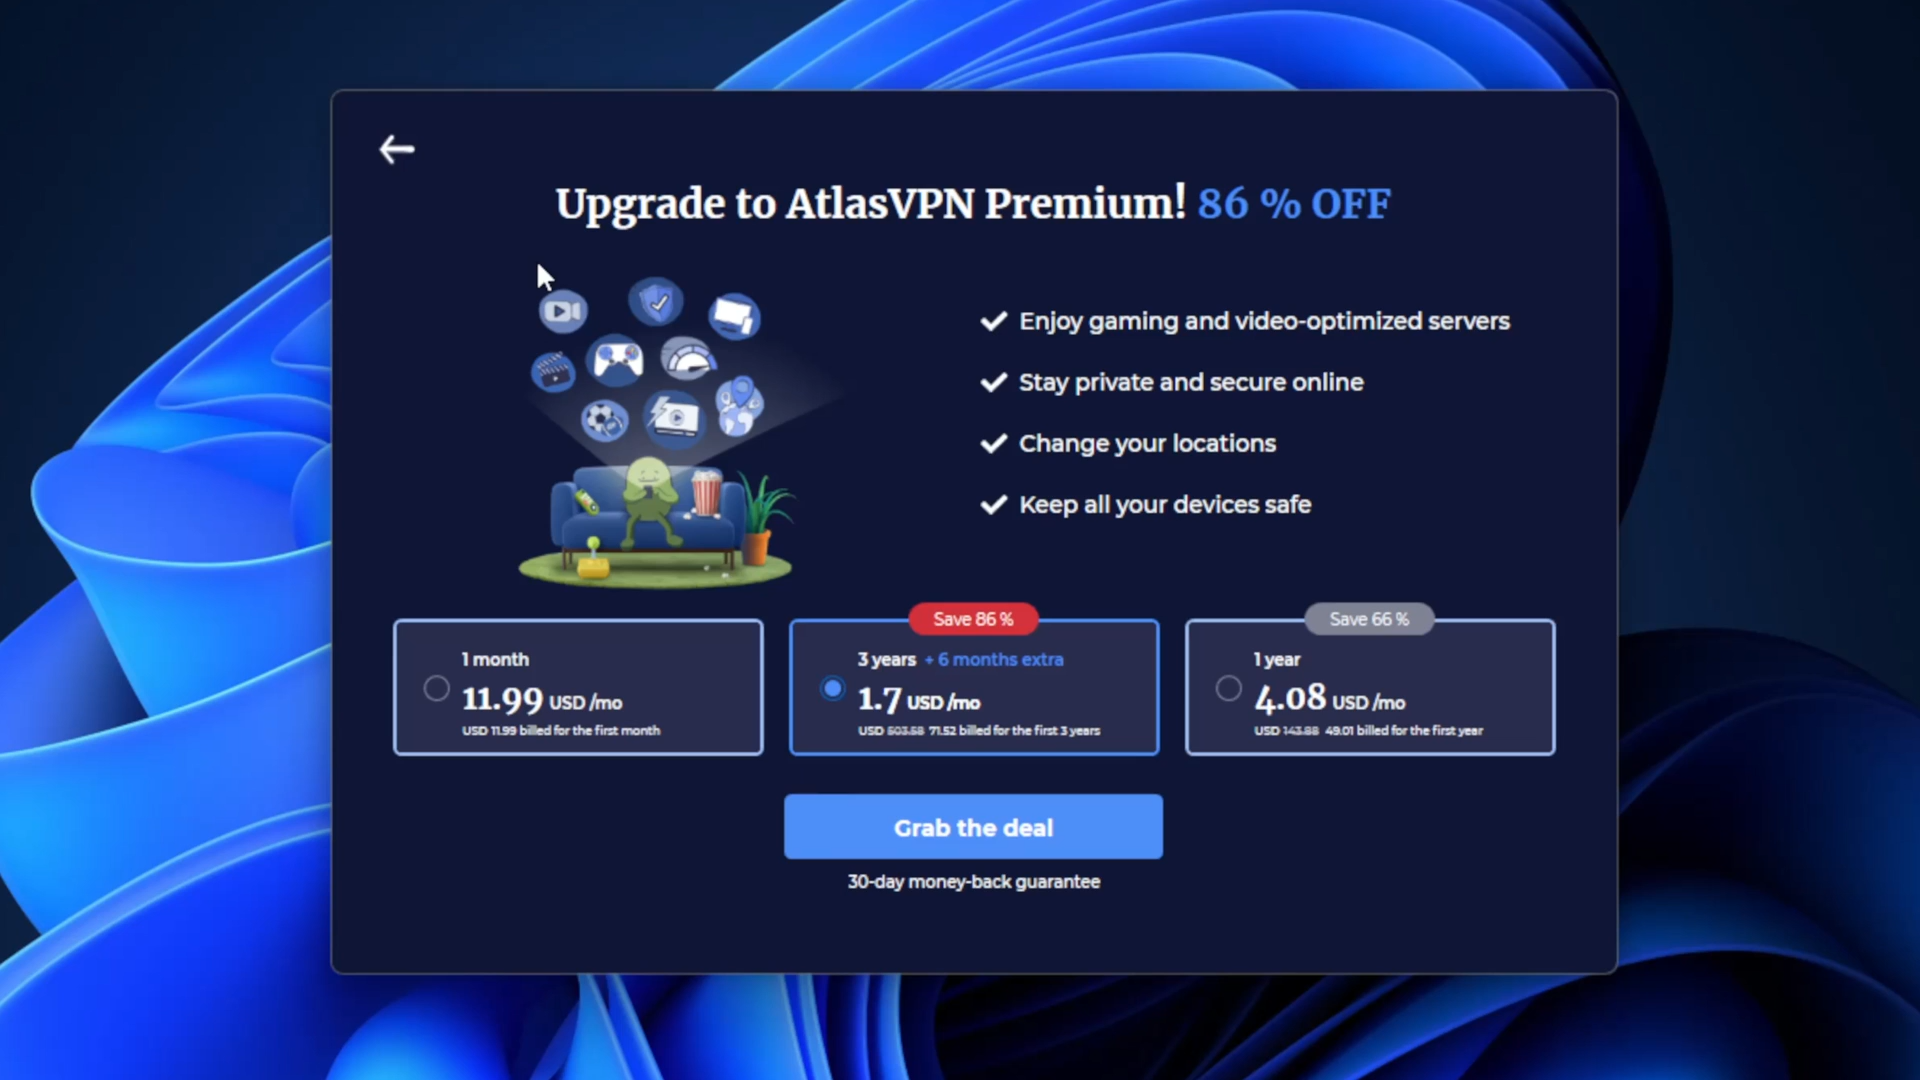 Upgrade to AtlasVPN Premium! 86 % OFF
Enjoy gaming and video-optimized servers
Stay private and secure online
Change your locations
Keep all your devices safe
1 month
11.99 USD /mo
USD 11.99 billed for the first month
Save 86 %
3 years + 6 months extra
1.7 USD /mo
USD 503.58 71.52 billed for the first 3 years
Save 66 %
1 year
4.08 USD /mo
USD 143.88 49.01 billed for the first year
Grab the deal
30-day money-back guarantee